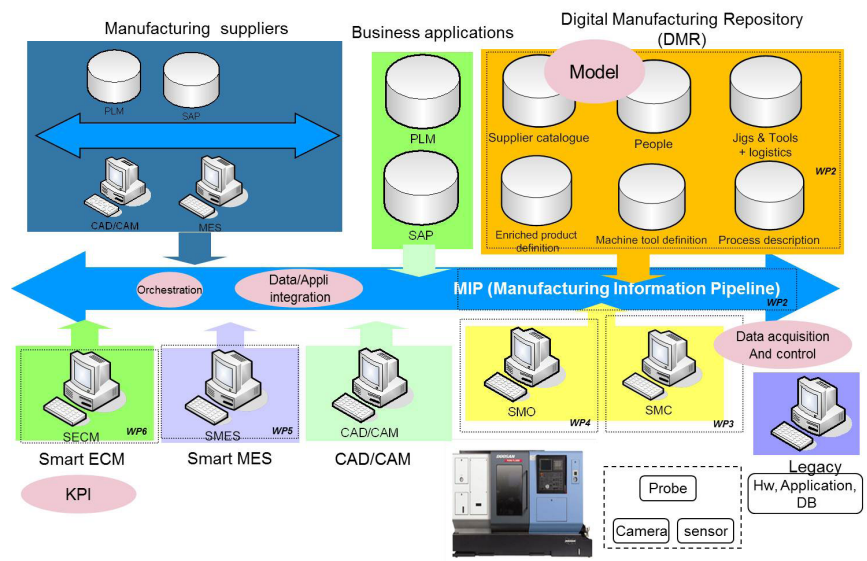 Manufacturing suppliers
Business applications
Digital Manufacturing Repository
(DMR)
Model
PLM
SAP
CAD/CAM
MES
PLM
SAP
Supplier catalogue
People
Jigs & Tools
+ logistics
WP2
Enriched product
definition
Machine tool definition
Process description
Orchestration
Data/Appli
integration
MIP (Manufacturing Information Pipeline)
WP2
Data acquisition
And control
SECM
WP6
SMES
WP5
CAD/CAM
SMO
WP4
SMC
WP3
Smart ECM
Smart MES
CAD/CAM
Legacy
KPI
Hw, Application,
DB
Probe
Camera
sensor